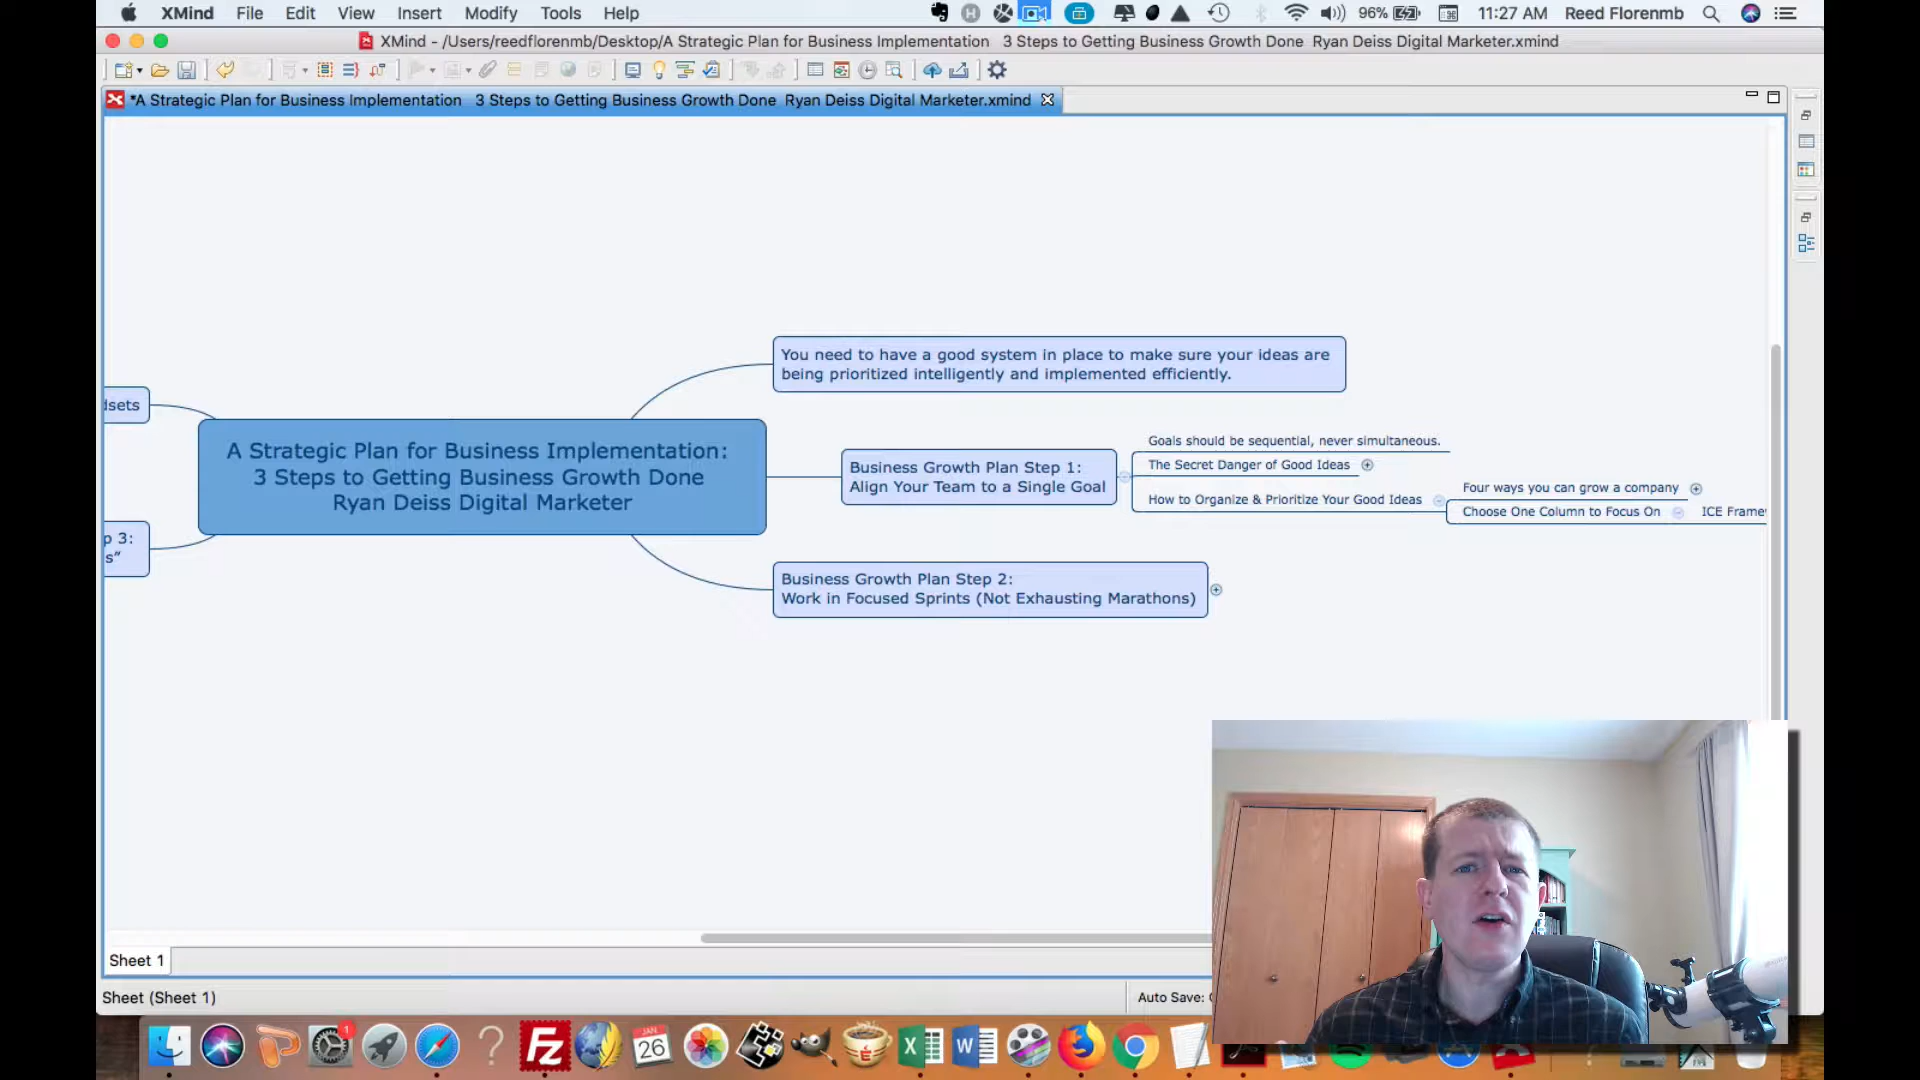 XMind File Edit View Insert Modify Tools Help 96% 11:27 AM Reed Florenmb
XMind - /Users/reedflorenmb/Desktop/A Strategic Plan for Business Implementation 3 Steps to Getting Business Growth Done Ryan Deiss Digital Marketer.xmind
*A Strategic Plan for Business Implementation 3 Steps to Getting Business Growth Done Ryan Deiss Digital Marketer.xmind
You need to have a good system in place to make sure your ideas are
being prioritized intelligently and implemented efficiently.
dsets
A Strategic Plan for Business Implementation:
3 Steps to Getting Business Growth Done
Ryan Deiss Digital Marketer
Business Growth Plan Step 1:
Align Your Team to a Single Goal
Goals should be sequential, never simultaneous.
The Secret Danger of Good Ideas
How to Organize & Prioritize Your Good Ideas
Four ways you can grow a company
Choose One Column to Focus On
ICE Frame
p 3:
s”
Business Growth Plan Step 2:
Work in Focused Sprints (Not Exhausting Marathons)
Sheet 1
Sheet (Sheet 1)
Auto Save:
JAN
26
Fz
1